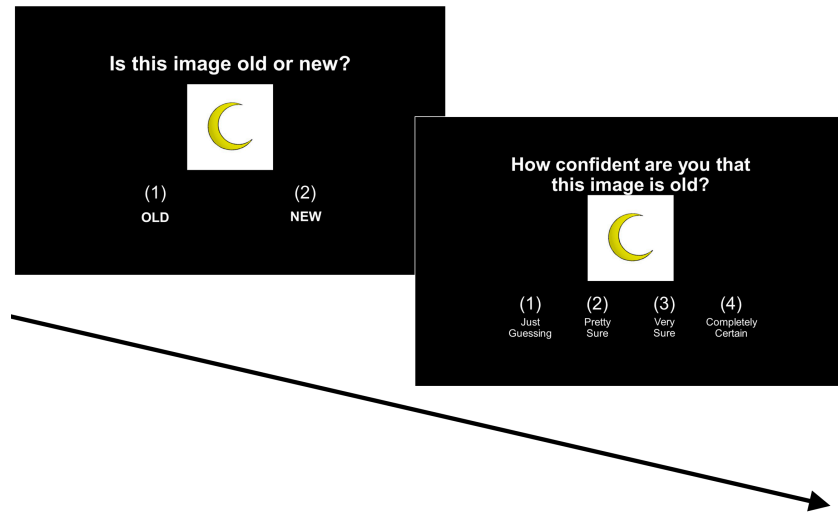 Is this image old or new?
(1) (2)
OLD NEW
How confident are you that
this image is old?
(1) (2) (3) (4)
Just Pretty Very Completely
Guessing Sure Sure Certain